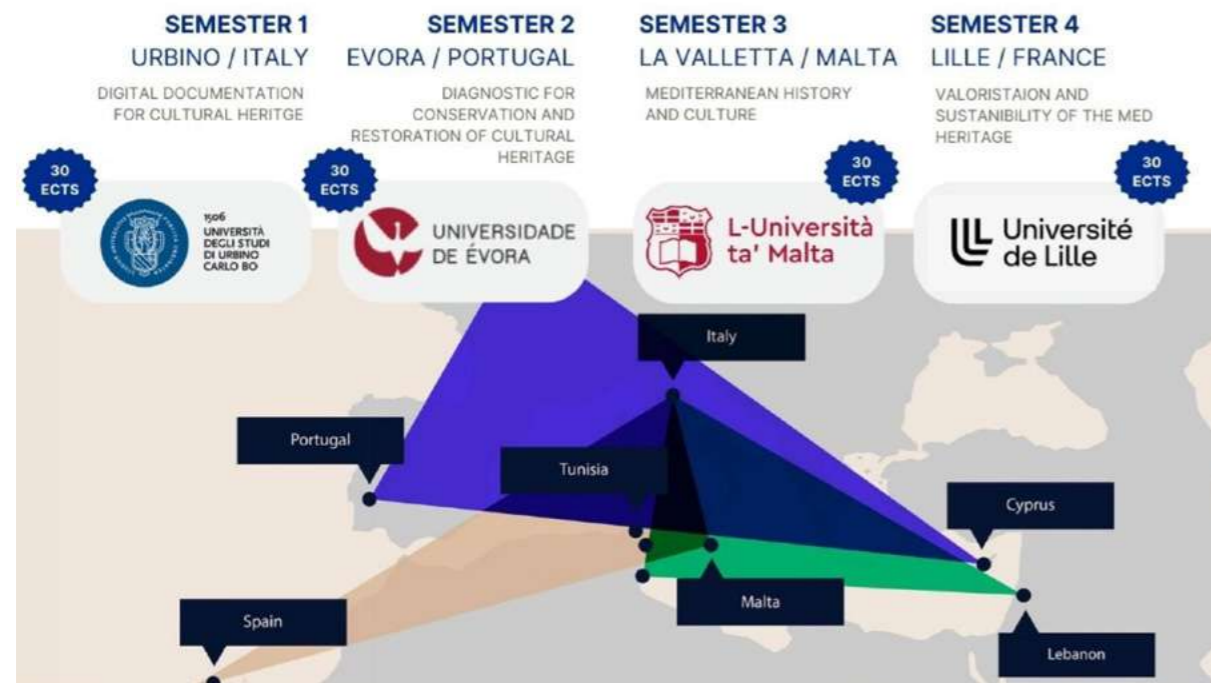 SEMESTER 1
URBINO / ITALY
DIGITAL DOCUMENTATION
FOR CULTURAL HERITGE
30
ECTS
1506
UNIVERSITÀ
DEGLI STUDI
DI URBINO
CARLO BO
SEMESTER 2
EVORA / PORTUGAL
DIAGNOSTIC FOR
CONSERVATION AND
RESTORATION OF CULTURAL
HERITAGE
30
ECTS
UNIVERSIDADE
DE ÉVORA
SEMESTER 3
LA VALLETTA / MALTA
MEDITERRANEAN HISTORY
AND CULTURE
30
ECTS
L-Università
ta' Malta
SEMESTER 4
LILLE / FRANCE
VALORISTAION AND
SUSTANIBILITY OF THE MED
HERITAGE
30
ECTS
Université
de Lille
Italy
Portugal
Tunisia
Cyprus
Malta
Spain
Lebanon